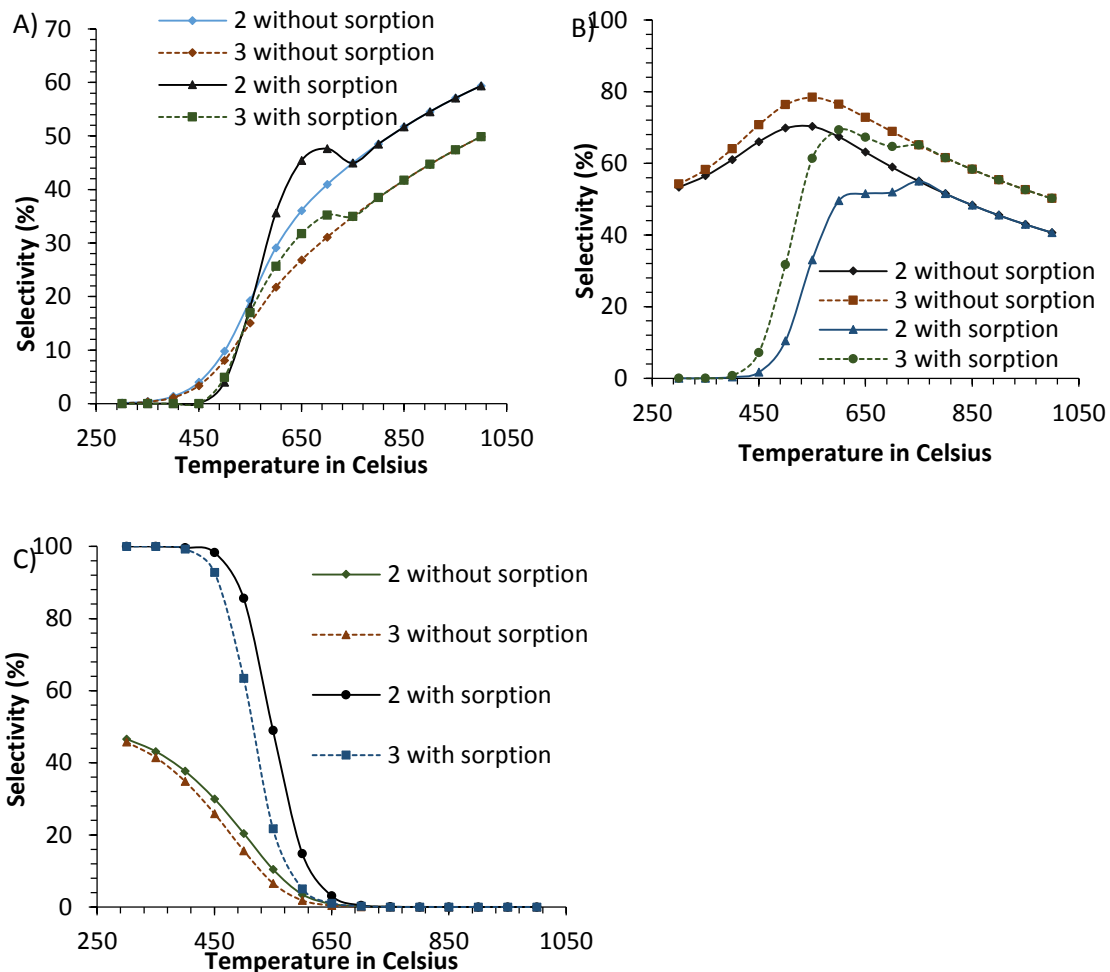 A)
2 without sorption
3 without sorption
2 with sorption
3 with sorption
70
60
50
40
30
20
10
0
Selectivity (%)
250 450 650 850 1050
Temperature in Celsius
B)
100
80
60
40
20
0
Selectivity (%)
2 without sorption
3 without sorption
2 with sorption
3 with sorption
250 450 650 850 1050
Temperature in Celsius
C)
100
80
60
40
20
0
Selectivity (%)
2 without sorption
3 without sorption
2 with sorption
3 with sorption
250 450 650 850 1050
Temperature in Celsius